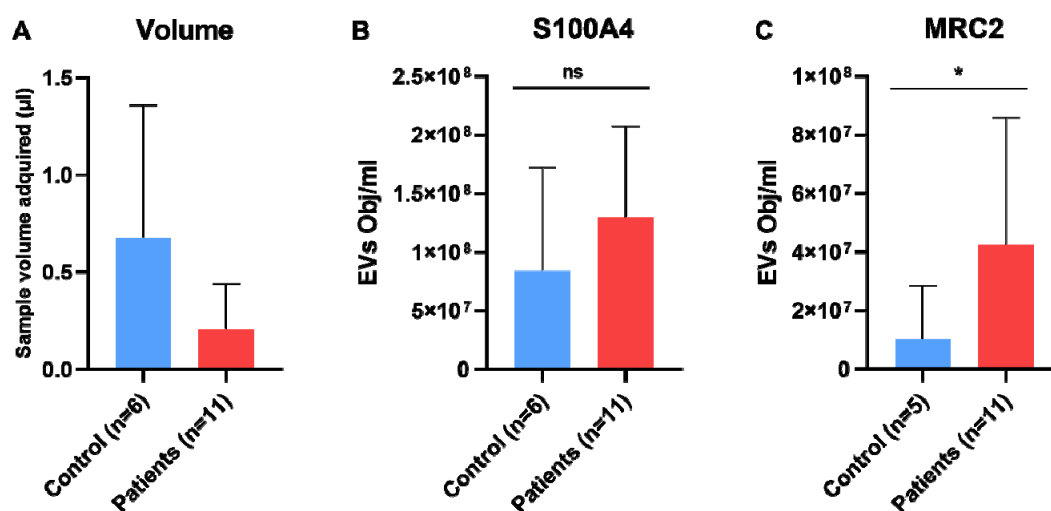 A
Volume
Sample volume adquired (µl)
1.5
1.0
0.5
0.0
Control (n=6)
Patients (n=11)
B
S100A4
EVs Obj/ml
2.5×10⁸
2×10⁸
1.5×10⁸
1×10⁸
5×10⁷
0
ns
Control (n=6)
Patients (n=11)
C
MRC2
EVs Obj/ml
1×10⁸
8×10⁷
6×10⁷
4×10⁷
2×10⁷
0
*
Control (n=5)
Patients (n=11)